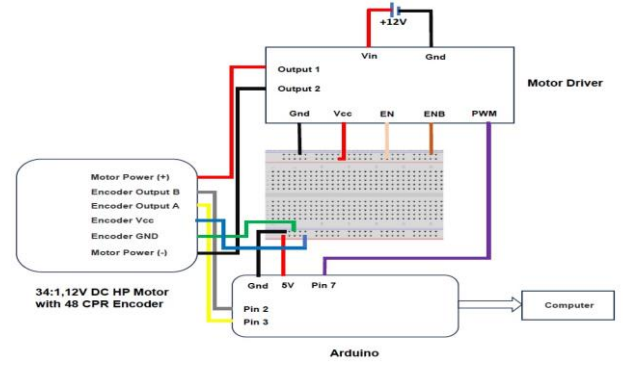 +12V
Vin Gnd
Output 1
Output 2
Motor Driver
Gnd Vcc EN ENB PWM
Motor Power (+)
Encoder Output B
Encoder Output A
Encoder Vcc
Encoder GND
Motor Power (-)
34:1,12V DC HP Motor
with 48 CPR Encoder
Gnd 5V Pin 7
Pin 2
Pin 3
Computer
Arduino